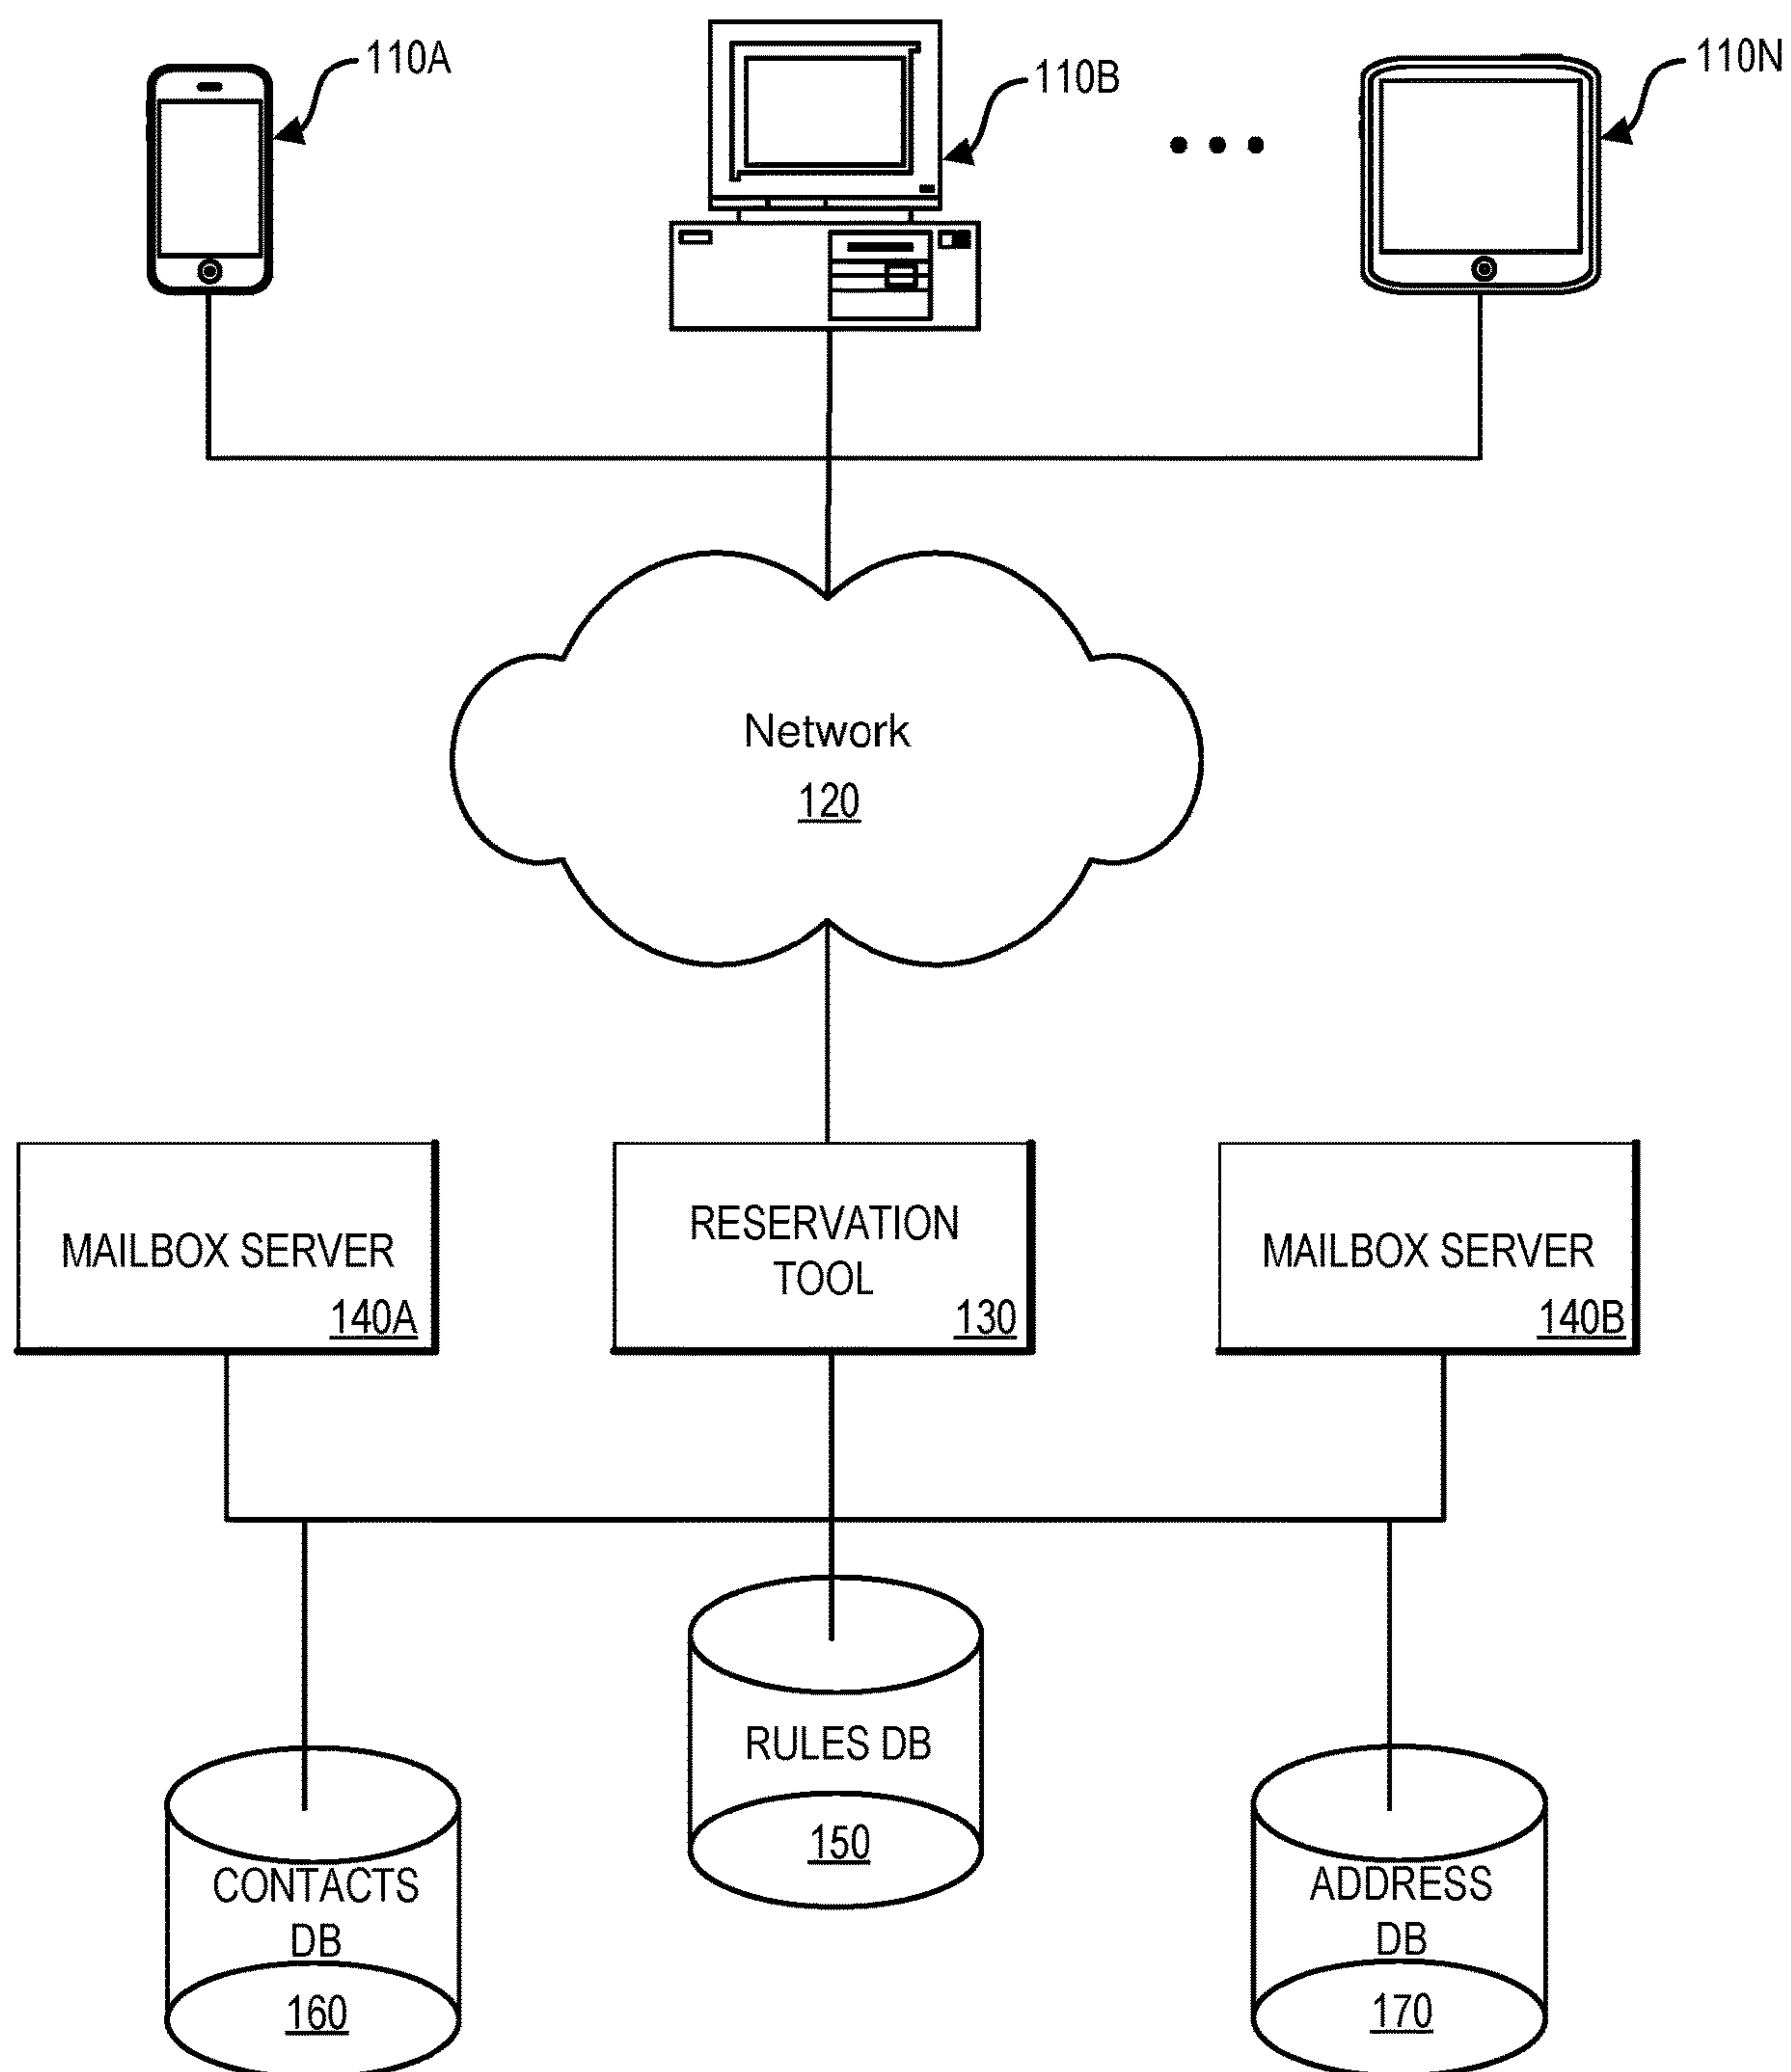 110A
110B
110N
Network
120
MAILBOX SERVER
140A
RESERVATION
TOOL
130
MAILBOX SERVER
140B
RULES DB
150
CONTACTS
DB
160
ADDRESS
DB
170